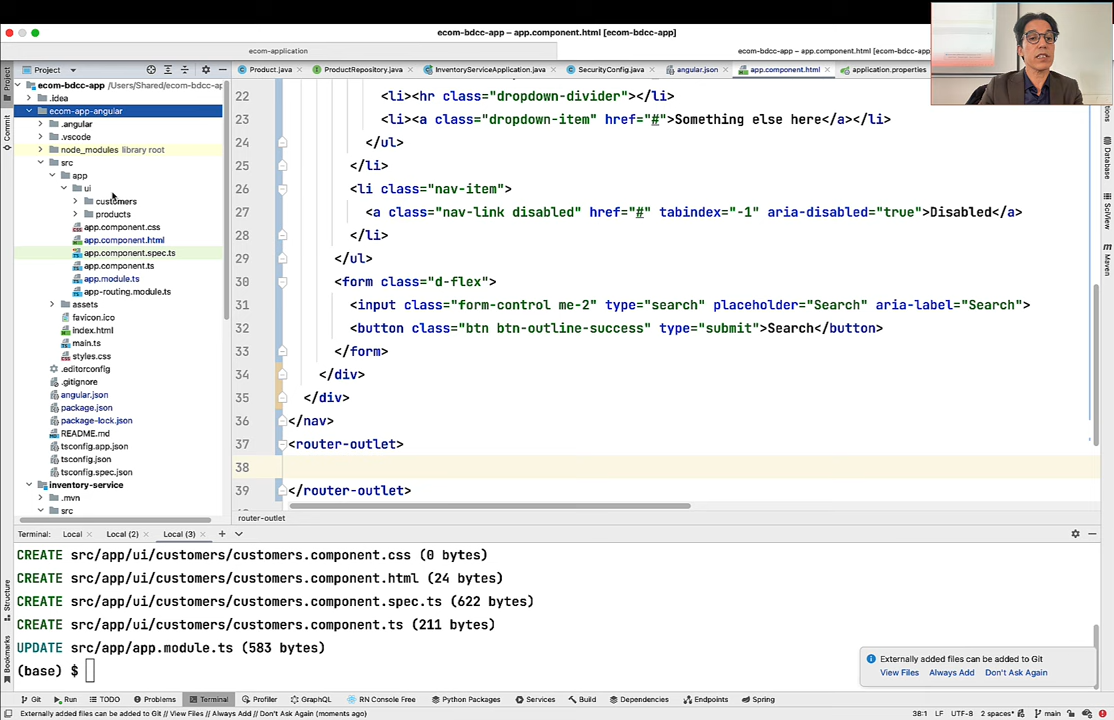 ecom-bdcc-app – app.component.html [ecom-bdcc-app]
ecom-application
ecom-bdcc-app – app.component.html [ecom-bdcc-app]
Project
Product.java
ProductRepository.java
InventoryServiceApplication.java
SecurityConfig.java
angular.json
app.component.html
application.properties
Project
Commit
Structure
Bookmarks
Database
SciView
Maven
ecom-bdcc-app /Users/Shared/ecom-bdcc-ap
.idea
ecom-app-angular
.angular
.vscode
node_modules library root
src
app
ui
customers
products
app.component.css
app.component.html
app.component.spec.ts
app.component.ts
app.module.ts
app-routing.module.ts
assets
favicon.ico
index.html
main.ts
styles.css
.editorconfig
.gitignore
angular.json
package.json
package-lock.json
README.md
tsconfig.app.json
tsconfig.json
tsconfig.spec.json
inventory-service
.mvn
src
22 <li><hr class="dropdown-divider"></li>
23 <li><a class="dropdown-item" href="#">Something else here</a></li>
24 </ul>
25 </li>
26 <li class="nav-item">
27 <a class="nav-link disabled" href="#" tabindex="-1" aria-disabled="true">Disabled</a>
28 </li>
29 </ul>
30 <form class="d-flex">
31 <input class="form-control me-2" type="search" placeholder="Search" aria-label="Search">
32 <button class="btn btn-outline-success" type="submit">Search</button>
33 </form>
34 </div>
35 </div>
36 </nav>
37 <router-outlet>
38
39 </router-outlet>
router-outlet
Terminal: Local Local (2) Local (3)
CREATE src/app/ui/customers/customers.component.css (0 bytes)
CREATE src/app/ui/customers/customers.component.html (24 bytes)
CREATE src/app/ui/customers/customers.component.spec.ts (622 bytes)
CREATE src/app/ui/customers/customers.component.ts (211 bytes)
UPDATE src/app/app.module.ts (583 bytes)
(base) $
Externally added files can be added to Git
View Files Always Add Don't Ask Again
Git Run TODO Problems Terminal Profiler GraphQL RN Console Free Python Packages Services Build Dependencies Endpoints Spring
Externally added files can be added to Git // View Files // Always Add // Don't Ask Again (moments ago)
38:1 LF UTF-8 2 spaces* main